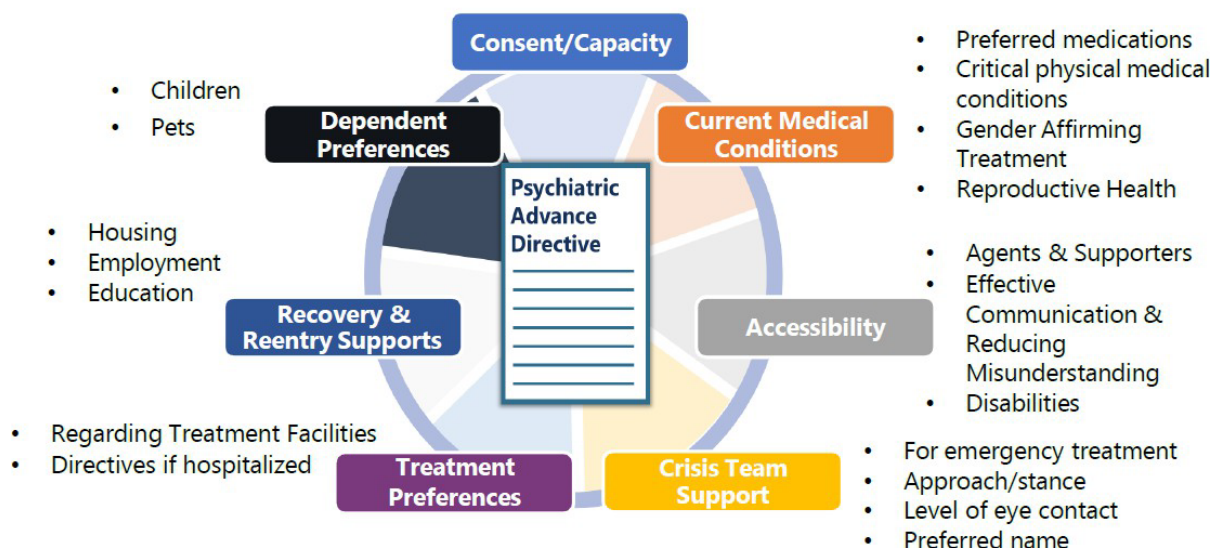 Consent/Capacity
• Children
• Pets
Dependent
Preferences
Current Medical
Conditions
• Preferred medications
• Critical physical medical
conditions
• Gender Affirming
Treatment
• Reproductive Health
Psychiatric
Advance
Directive
• Housing
• Employment
• Education
Recovery &
Reentry Supports
Accessibility
• Agents & Supporters
• Effective
Communication &
Reducing
Misunderstanding
• Disabilities
• Regarding Treatment Facilities
• Directives if hospitalized
Treatment
Preferences
Crisis Team
Support
• For emergency treatment
• Approach/stance
• Level of eye contact
• Preferred name